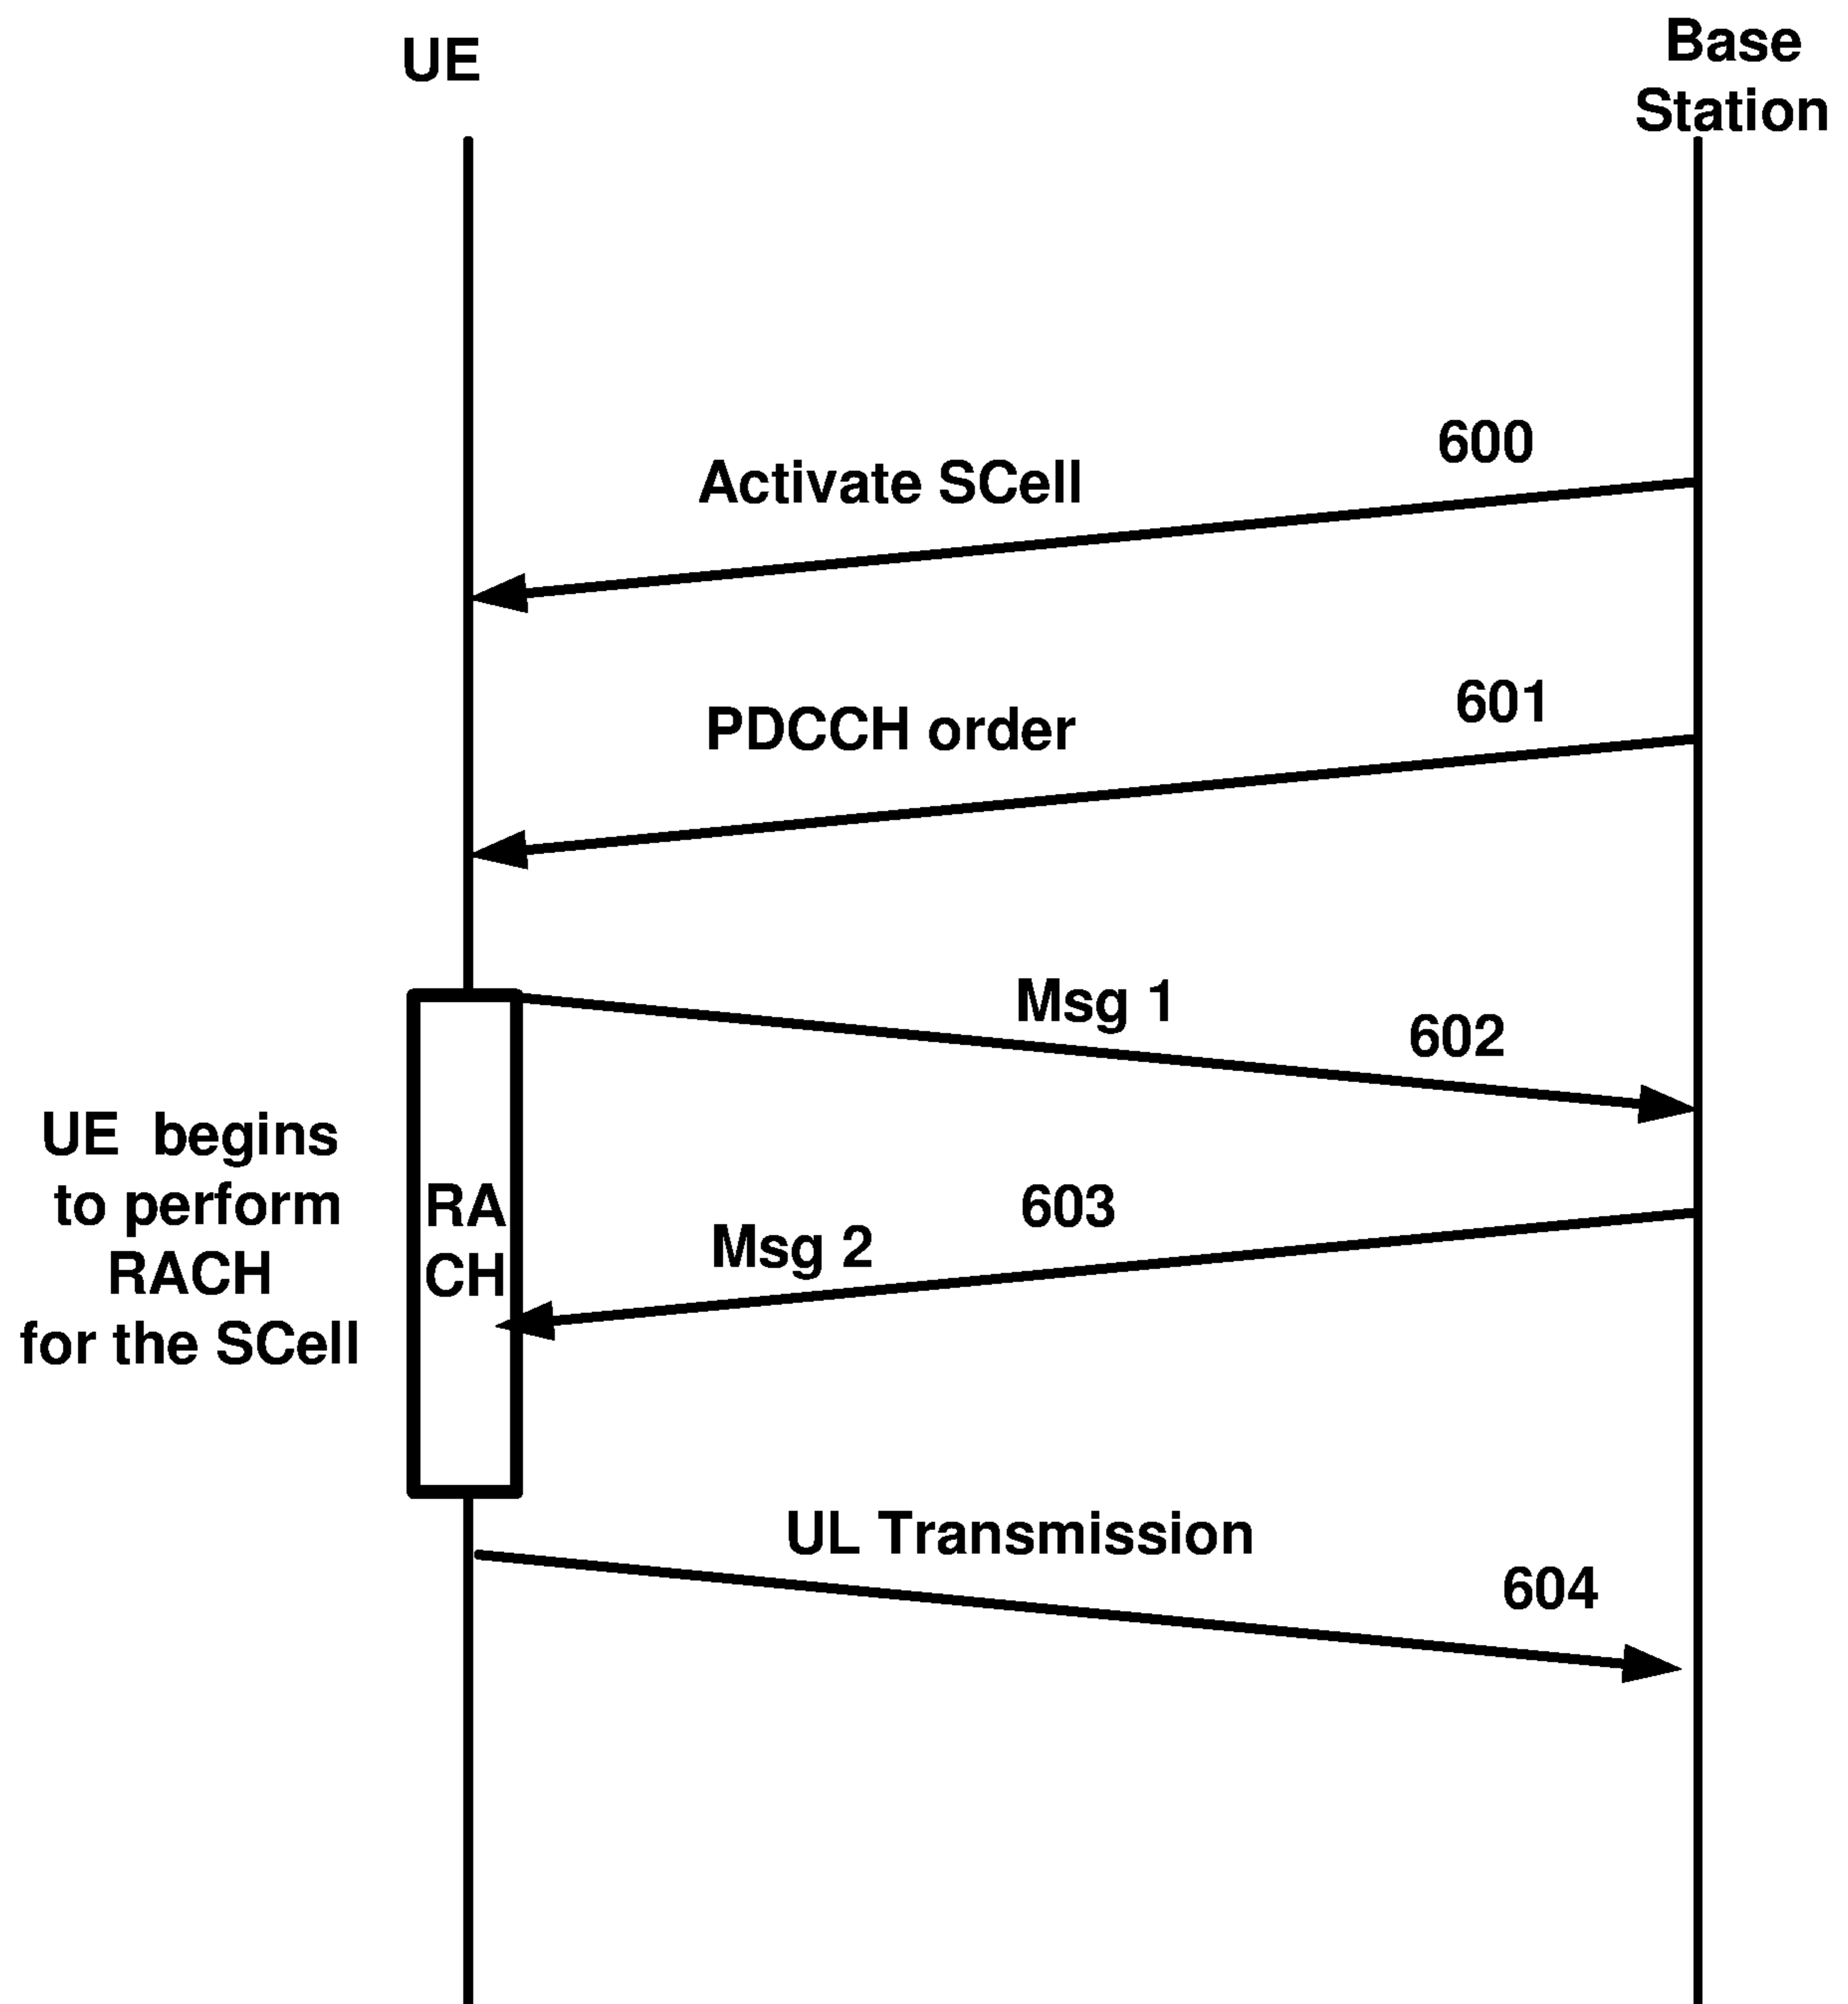 UE
Base
Station
600
Activate SCell
601
PDCCH order
Msg 1
602
UE begins
to perform
RACH
for the SCell
RA
CH
603
Msg 2
UL Transmission
604